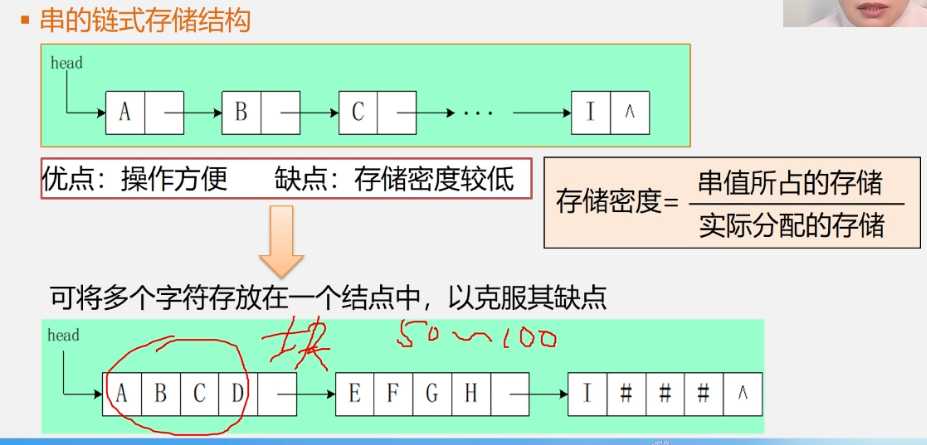 ▪ 串的链式存储结构
head
A B C ··· I ∧
优点：操作方便 缺点：存储密度较低
存储密度= 串值所占的存储
实际分配的存储
可将多个字符存放在一个结点中，以克服其缺点
head
块 50~100
A B C D E F G H I # # # ∧